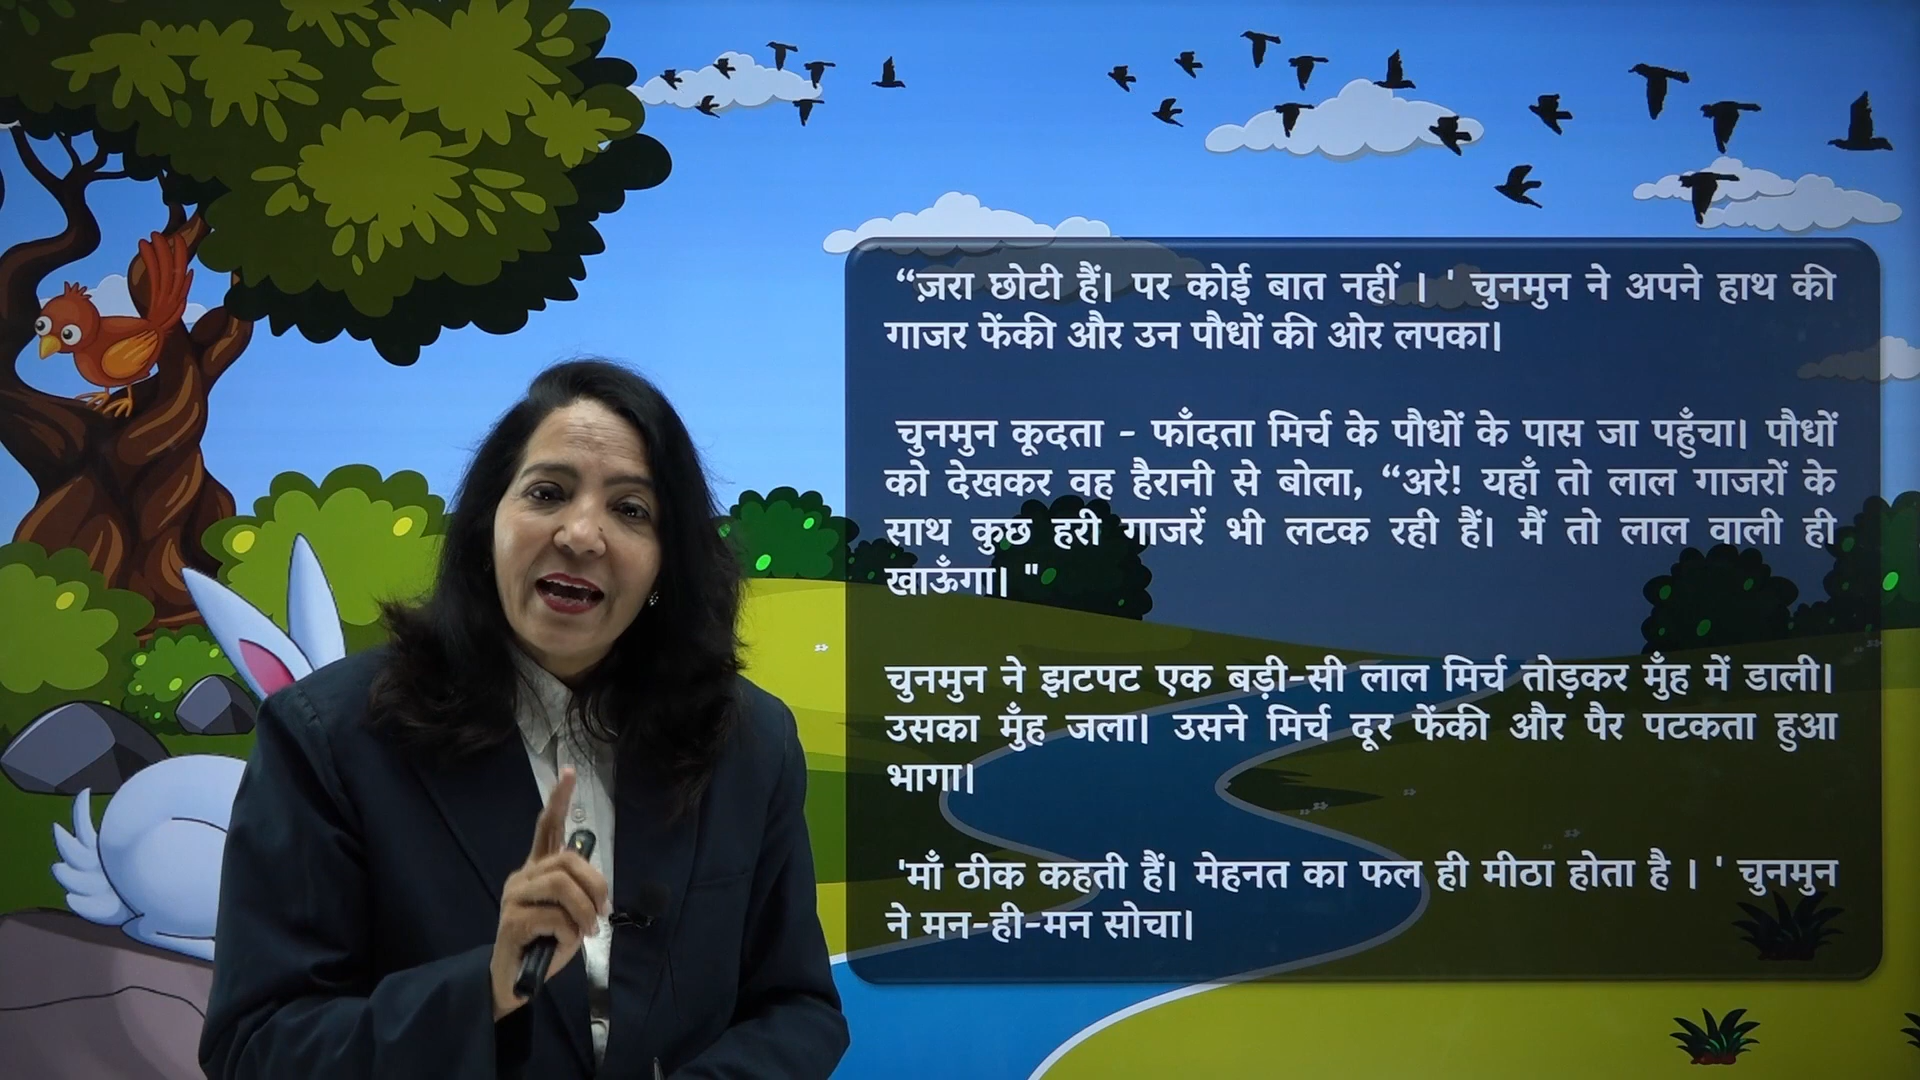 “ज़रा छोटी हैं। पर कोई बात नहीं । ' चुनमुन ने अपने हाथ की
गाजर फेंकी और उन पौधों की ओर लपका।
चुनमुन कूदता - फाँदता मिर्च के पौधों के पास जा पहुँचा। पौधों
को देखकर वह हैरानी से बोला, “अरे! यहाँ तो लाल गाजरों के
साथ कुछ हरी गाजरें भी लटक रही हैं। मैं तो लाल वाली ही
खाऊँगा। "
चुनमुन ने झटपट एक बड़ी-सी लाल मिर्च तोड़कर मुँह में डाली।
उसका मुँह जला। उसने मिर्च दूर फेंकी और पैर पटकता हुआ
भागा।
'माँ ठीक कहती हैं। मेहनत का फल ही मीठा होता है । ' चुनमुन
ने मन-ही-मन सोचा।